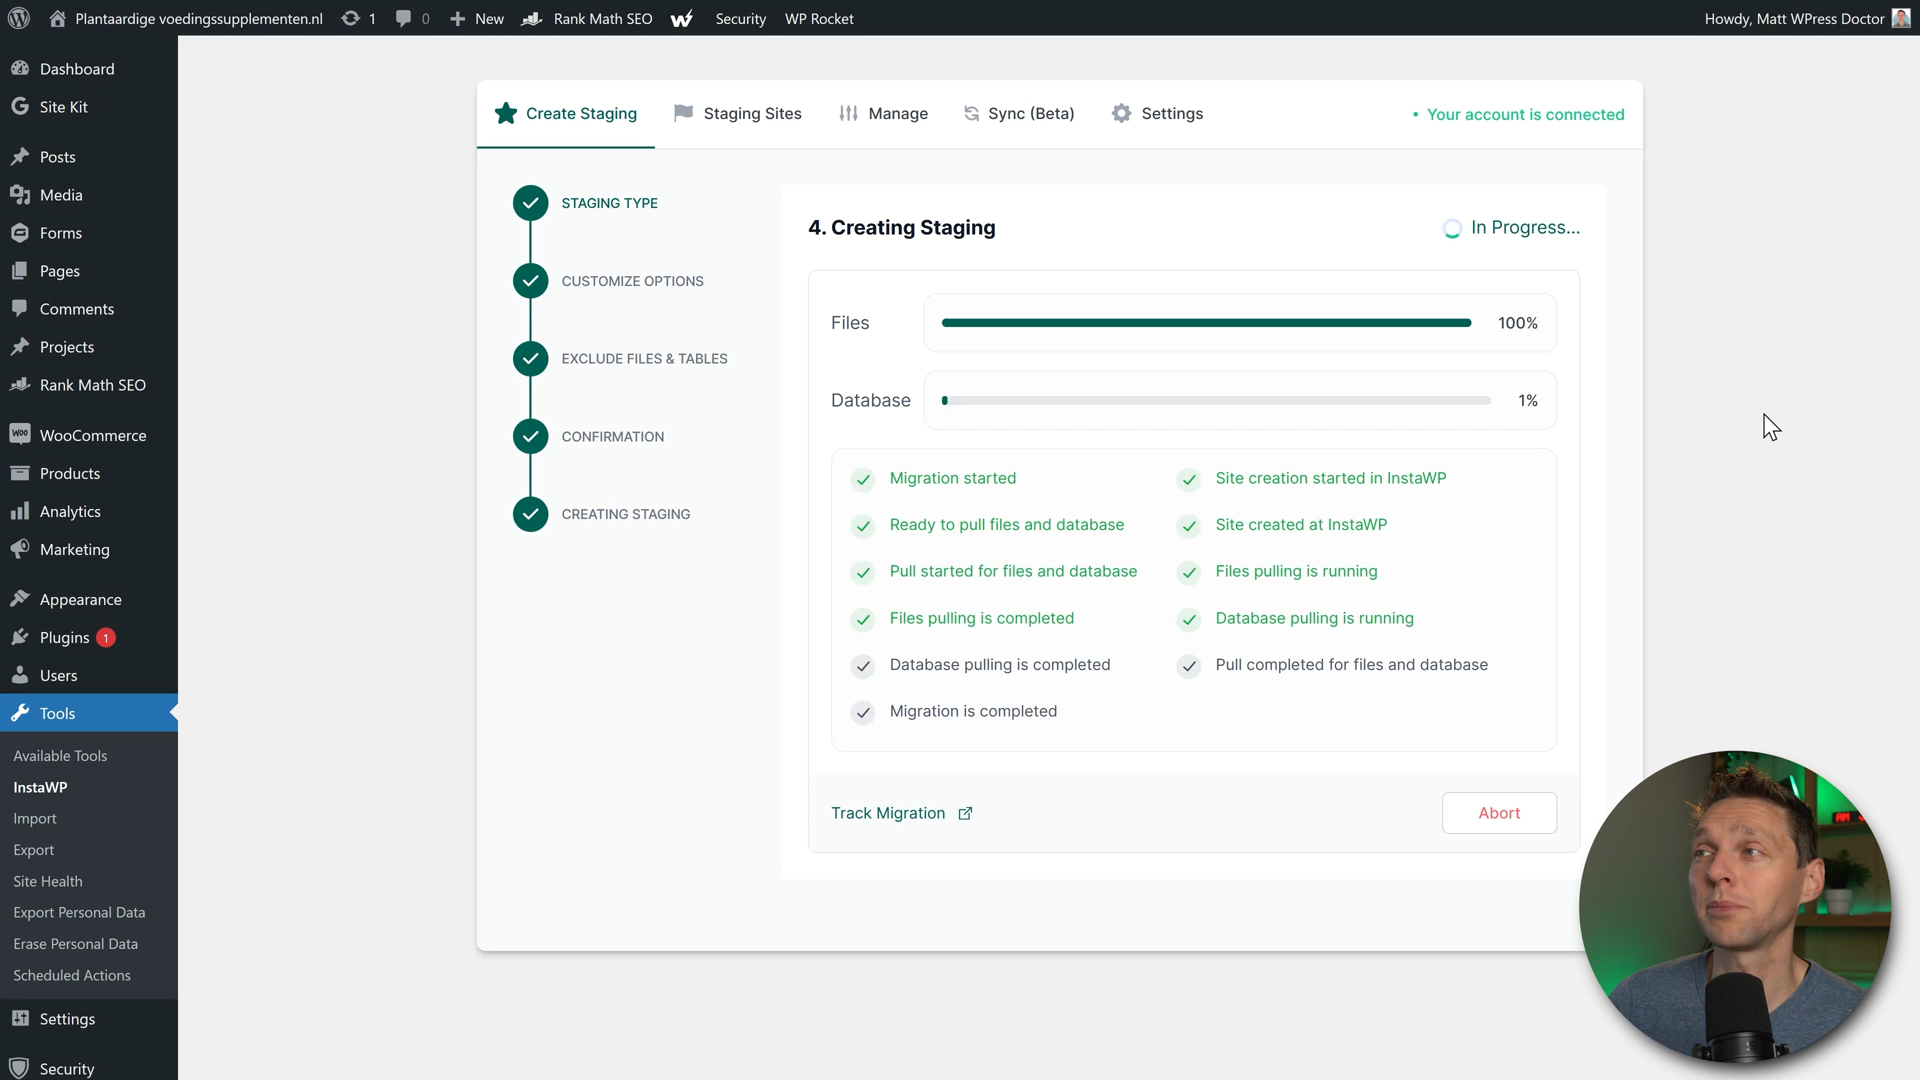 Plantaardige voedingssupplementen.nl 1 0 New Rank Math SEO Security WP Rocket Howdy, Matt WPress Doctor
Dashboard
Site Kit
Posts
Media
Forms
Pages
Comments
Projects
Rank Math SEO
WooCommerce
Products
Analytics
Marketing
Appearance
Plugins 1
Users
Tools
Available Tools
InstaWP
Import
Export
Site Health
Export Personal Data
Erase Personal Data
Scheduled Actions
Settings
Security
Create Staging Staging Sites Manage Sync (Beta) Settings • Your account is connected
STAGING TYPE
CUSTOMIZE OPTIONS
EXCLUDE FILES & TABLES
CONFIRMATION
CREATING STAGING
4. Creating Staging In Progress...
Files 100%
Database 1%
Migration started Site creation started in InstaWP
Ready to pull files and database Site created at InstaWP
Pull started for files and database Files pulling is running
Files pulling is completed Database pulling is running
Database pulling is completed Pull completed for files and database
Migration is completed
Track Migration Abort
AM